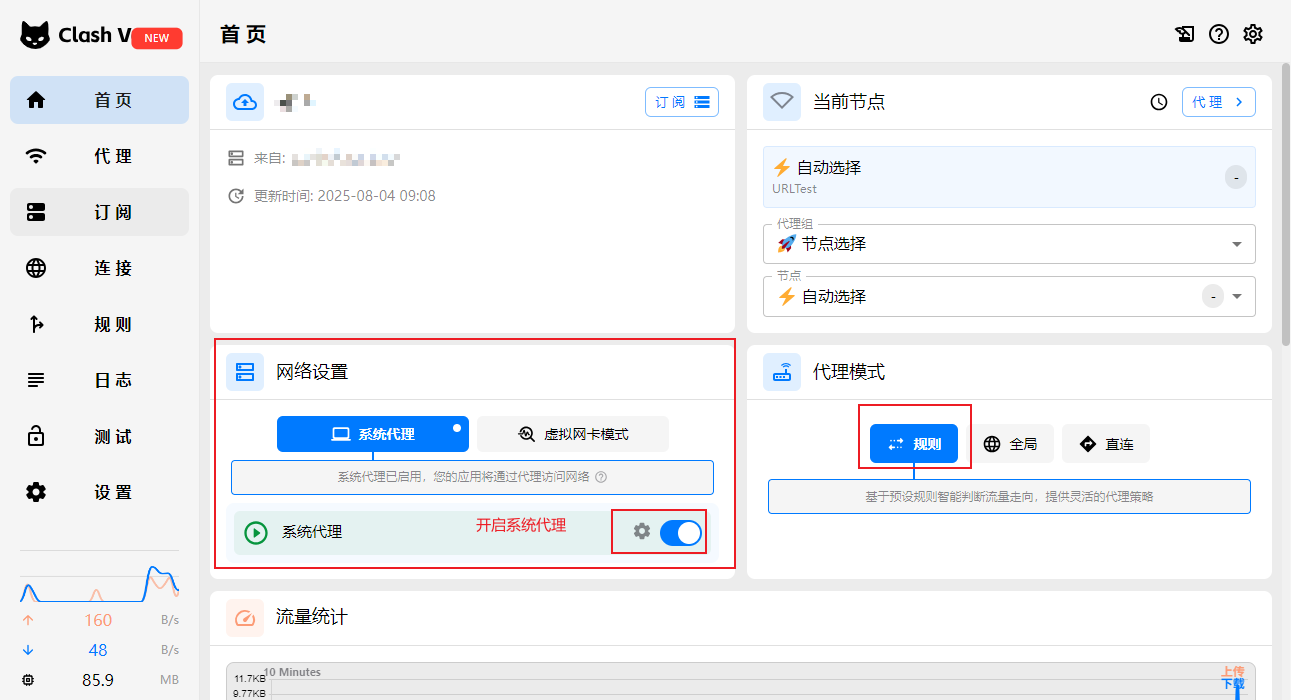 Clash V NEW
首 页
代 理
订 阅
连 接
规 则
日 志
测 试
设 置
160 B/s
48 B/s
85.9 MB
首 页
订 阅
来自:
更新时间: 2025-08-04 09:08
当前节点
代 理
自动选择
URLTest
-
代理组
节点选择
节点
自动选择
-
网络设置
系统代理
虚拟网卡模式
系统代理已启用，您的应用将通过代理访问网络
系统代理
开启系统代理
代理模式
规则
全局
直连
基于预设规则智能判断流量走向，提供灵活的代理策略
流量统计
10 Minutes
11.7KB
9.77KB
上传
下载